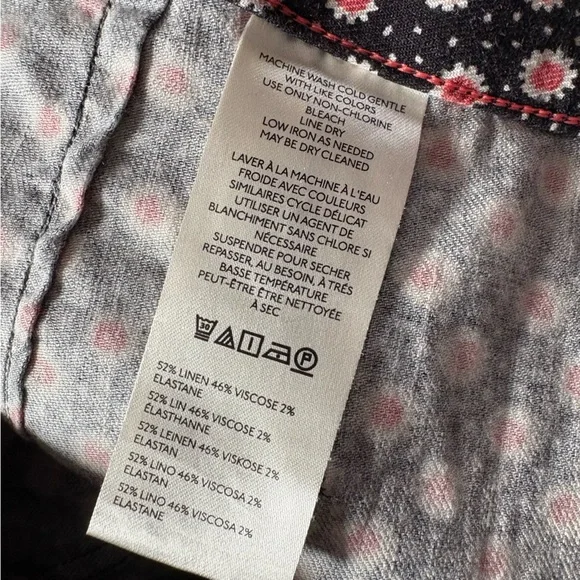 MACHINE WASH COLD GENTLE
WITH LIKE COLORS
USE ONLY NON-CHLORINE
BLEACH
LINE DRY
LOW IRON AS NEEDED
MAY BE DRY CLEANED
LAVER À LA MACHINE À L'EAU
FROIDE AVEC COULEURS
SIMILAIRES CYCLE DÉLICAT
UTILISER UN AGENT DE
BLANCHIMENT SANS CHLORE SI
NÉCESSAIRE
SUSPENDRE POUR SECHER
REPASSER, AU BESOIN, À TRÉS
BASSE TEMPÉRATURE
PEUT-ÊTRE ÊTRE NETTOYÉE
À SEC
30 P
52% LINEN 46% VISCOSE 2%
ELASTANE
52% LIN 46% VISCOSE 2%
ÉLASTHANNE
52% LEINEN 46% VISKOSE 2%
ELASTAN
52% LINO 46% VISCOSA 2%
ELASTAN
52% LINO 46% VISCOSA 2%
ELASTANE